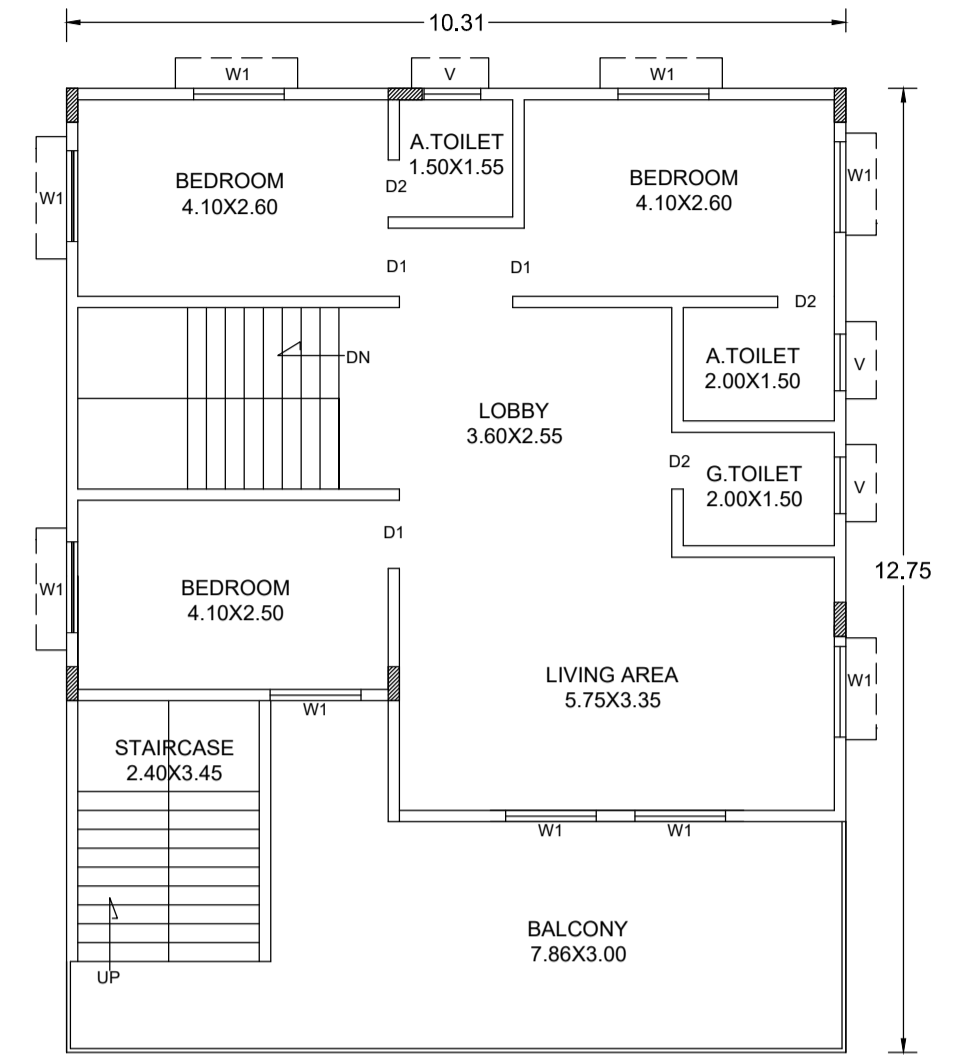 10.31
W1
V
W1
A.TOILET
1.50X1.55
BEDROOM
4.10X2.60
D2
BEDROOM
4.10X2.60
W1
W1
D1
D1
D2
DN
A.TOILET
2.00X1.50
V
LOBBY
3.60X2.55
D2
G.TOILET
2.00X1.50
V
D1
12.75
BEDROOM
4.10X2.50
W1
LIVING AREA
5.75X3.35
W1
W1
STAIRCASE
2.40X3.45
W1
W1
BALCONY
7.86X3.00
UP